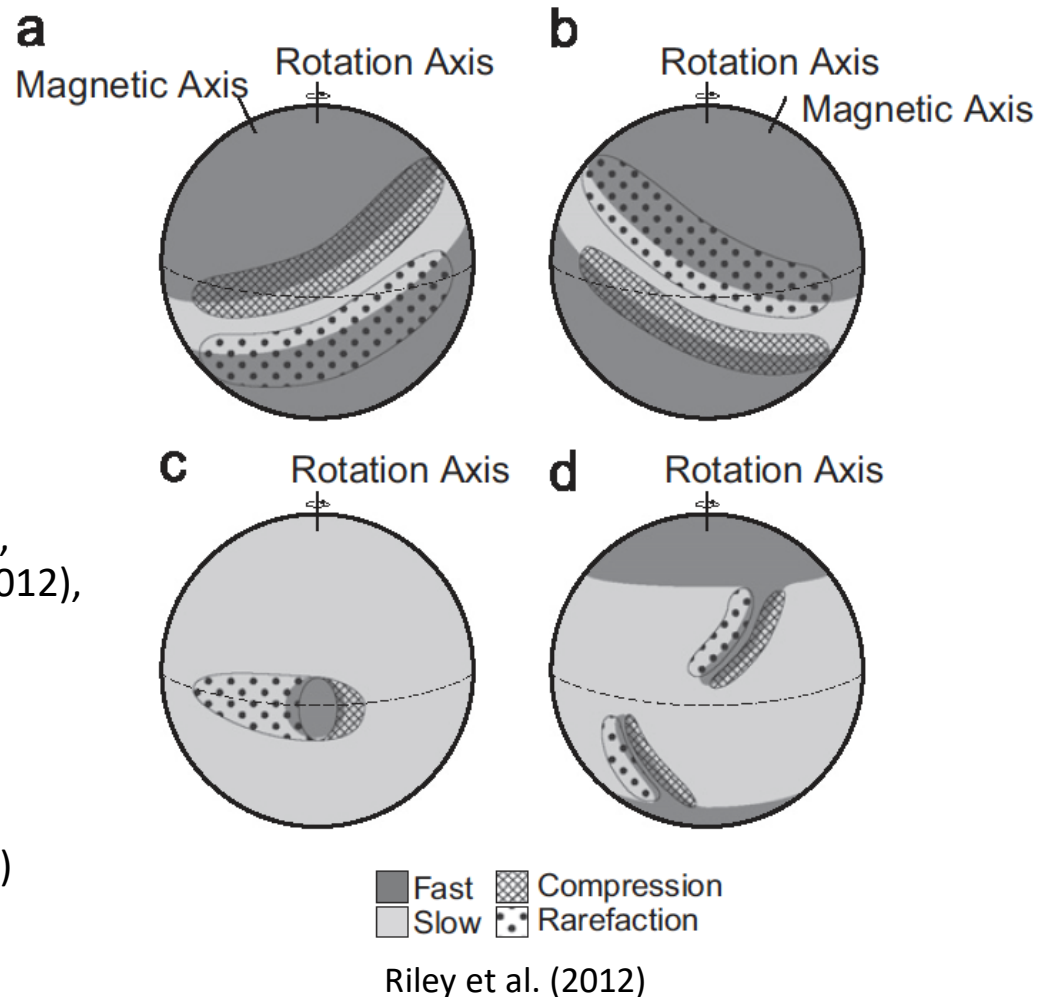 a
b
Rotation Axis
Magnetic Axis
Rotation Axis
Magnetic Axis
c
Rotation Axis
d
Rotation Axis
,
012),
)
Fast
Compression
Slow
Rarefaction
Riley et al. (2012)